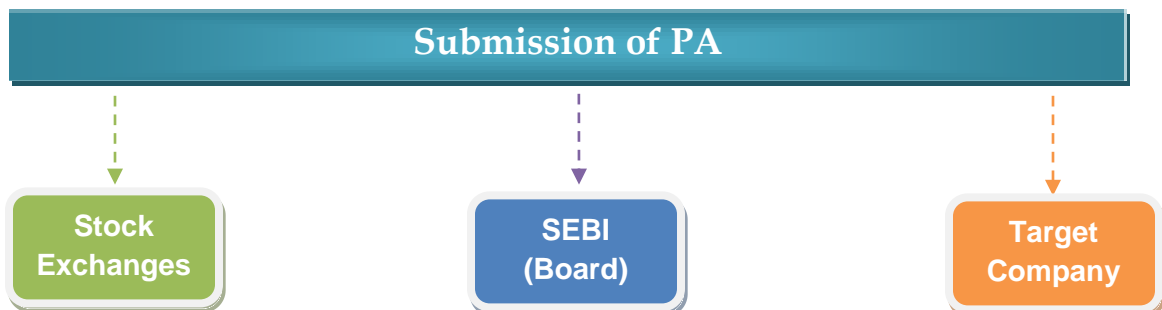 Submission of PA
Stock
Exchanges
SEBI
(Board)
Target
Company